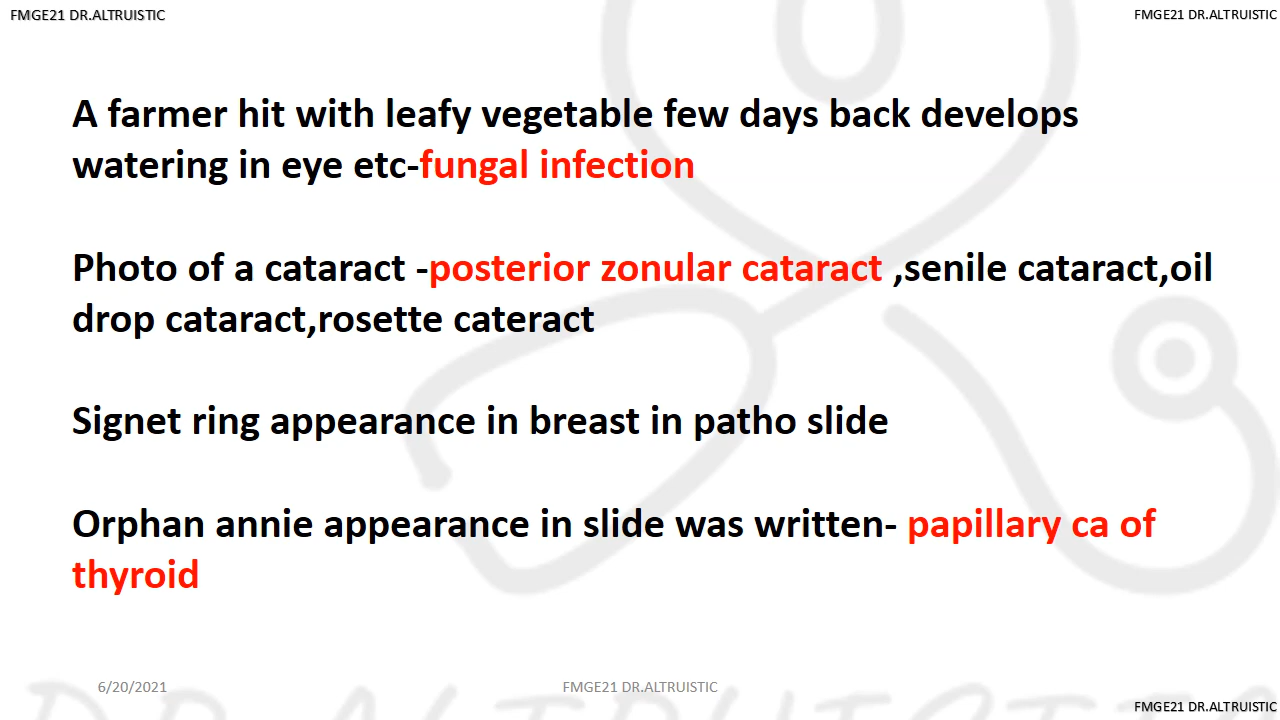 FMGE21 DR.ALTRUISTIC
FMGE21 DR.ALTRUISTIC
A farmer hit with leafy vegetable few days back develops
watering in eye etc-fungal infection
Photo of a cataract -posterior zonular cataract ,senile cataract,oil
drop cataract,rosette cateract
Signet ring appearance in breast in patho slide
Orphan annie appearance in slide was written- papillary ca of
thyroid
6/20/2021
FMGE21 DR.ALTRUISTIC
FMGE21 DR.ALTRUISTIC
DR.ALTRUISTIC